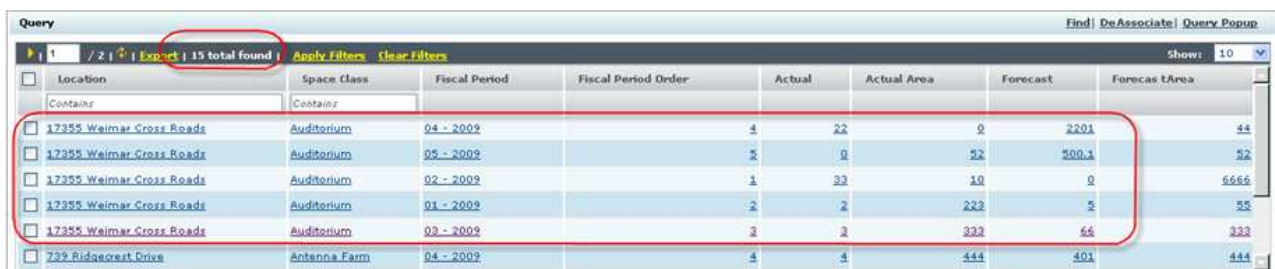 Query Find | DeAssociate | Query Popup
1 / 2 | Export | 15 total found | Apply Filters Clear Filters Show: 10
Location Space Class Fiscal Period Fiscal Period Order Actual Actual Area Forecast Forecas tArea
Contains Contains
17355 Weimar Cross Roads Auditorium 04 - 2009 4 22 0 2201 44
17355 Weimar Cross Roads Auditorium 05 - 2009 5 0 52 500.1 52
17355 Weimar Cross Roads Auditorium 02 - 2009 1 33 10 0 6666
17355 Weimar Cross Roads Auditorium 01 - 2009 2 2 223 5 55
17355 Weimar Cross Roads Auditorium 03 - 2009 3 3 333 66 333
739 Ridgecrest Drive Antenna Farm 04 - 2009 4 4 444 401 444